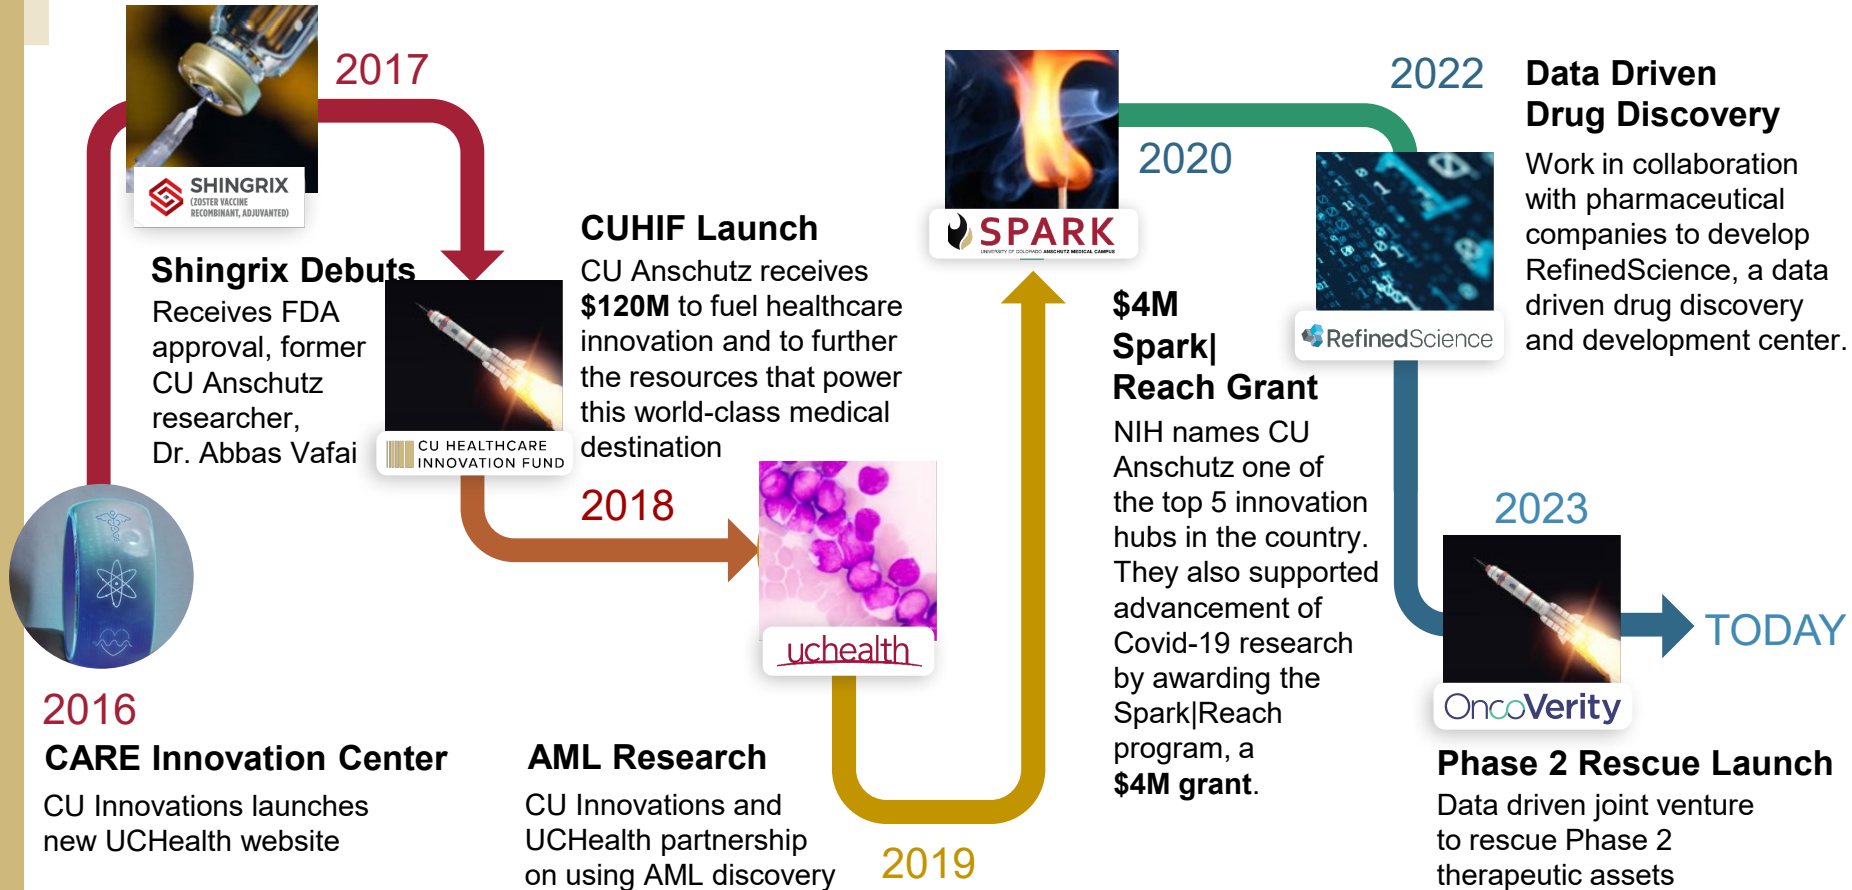 2017
SHINGRIX
(ZOSTER VACCINE
RECOMBINANT, ADJUVANTED)
Shingrix Debuts
Receives FDA
approval, former
CU Anschutz
researcher,
Dr. Abbas Vafai
2016
CARE Innovation Center
CU Innovations launches
new UCHealth website
CUHIF Launch
CU Anschutz receives
$120M to fuel healthcare
innovation and to further
the resources that power
this world-class medical
destination
CU HEALTHCARE
INNOVATION FUND
2018
uchealth
AML Research
CU Innovations and
UCHealth partnership
on using AML discovery
2019
SPARK
UNIVERSITY OF COLORADO ANSCHUTZ MEDICAL CAMPUS
2020
$4M
Spark|
Reach Grant
NIH names CU
Anschutz one of
the top 5 innovation
hubs in the country.
They also supported
advancement of
Covid-19 research
by awarding the
Spark|Reach
program, a
$4M grant.
2022
Data Driven
Drug Discovery
Work in collaboration
with pharmaceutical
companies to develop
RefinedScience, a data
driven drug discovery
and development center.
RefinedScience
2023
TODAY
OncoVerity
Phase 2 Rescue Launch
Data driven joint venture
to rescue Phase 2
therapeutic assets